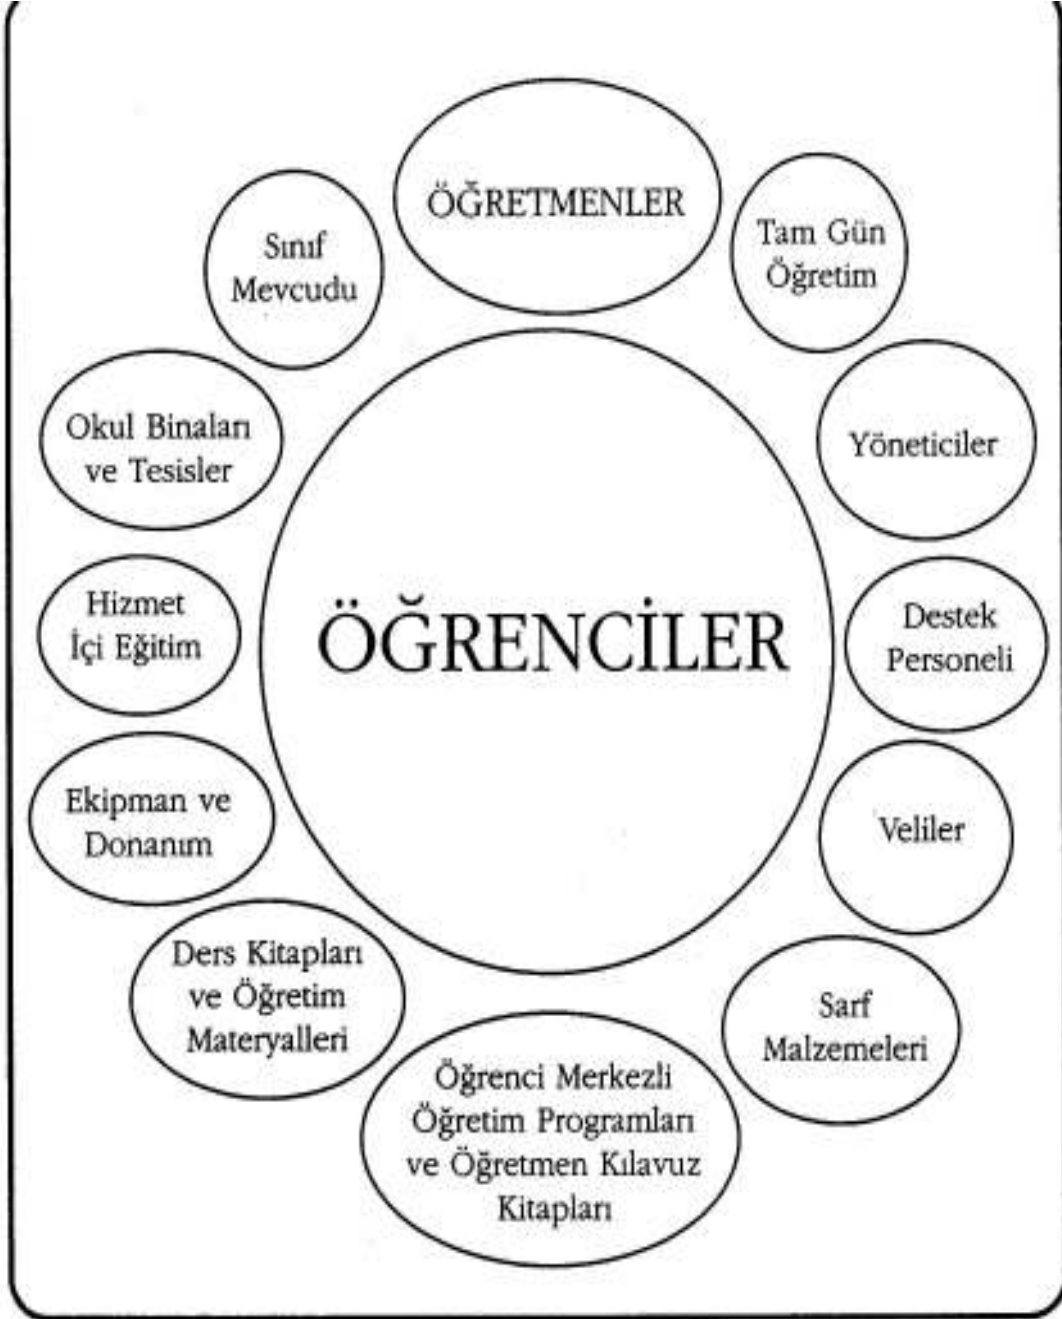 ÖĞRETMENLER
Tam Gün
Öğretim
Sınıf
Mevcudu
Okul Binaları
ve Tesisler
Yöneticiler
Hizmet
İçi Eğitim
ÖĞRENCİLER
Destek
Personeli
Ekipman ve
Donanım
Veliler
Ders Kitapları
ve Öğretim
Materyalleri
Sarf
Malzemeleri
Öğrenci Merkezli
Öğretim Programları
ve Öğretmen Kılavuz
Kitapları